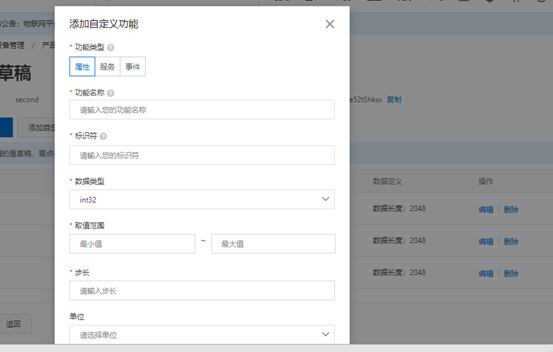 添加自定义功能
公告：物联网平
备管理 / 产品
* 功能类型
属性 服务 事件
草稿
* 功能名称
second
请输入您的功能名称
e52tShksx 复制
添加自定
* 标识符
请输入您的标识符
的是草稿，需点
* 数据类型
数据定义 操作
int32
数据长度：2048 编辑 删除
* 取值范围
最小值 ~ 最大值
数据长度：2048 编辑 删除
* 步长
数据长度：2048 编辑 删除
请输入步长
单位
返回
请选择单位